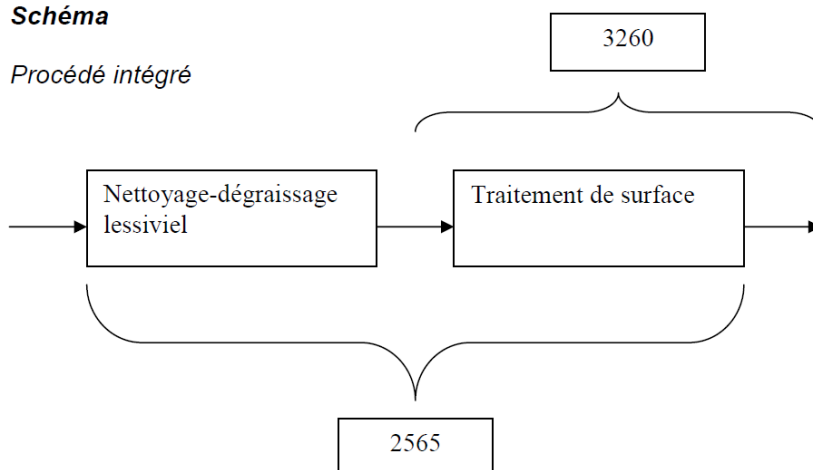 Schéma
3260
Procédé intégré
Nettoyage-dégraissage
lessiviel
Traitement de surface
2565